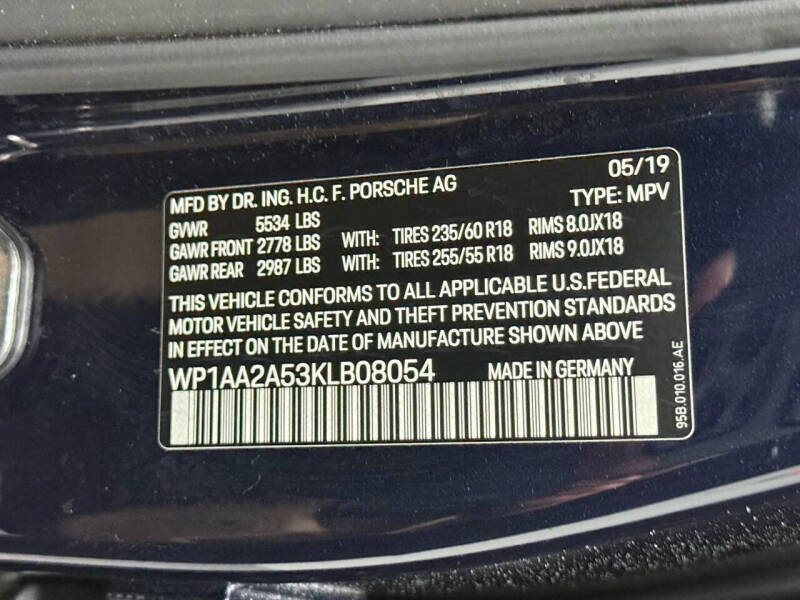 MFD BY DR. ING. H.C. F. PORSCHE AG 05/19
GVWR 5534 LBS TYPE: MPV
GAWR FRONT 2778 LBS WITH: TIRES 235/60 R18 RIMS 8.0JX18
GAWR REAR 2987 LBS WITH: TIRES 255/55 R18 RIMS 9.0JX18
THIS VEHICLE CONFORMS TO ALL APPLICABLE U.S.FEDERAL
MOTOR VEHICLE SAFETY AND THEFT PREVENTION STANDARDS
IN EFFECT ON THE DATE OF MANUFACTURE SHOWN ABOVE
WP1AA2A53KLB08054 MADE IN GERMANY
95B.010.016.AE